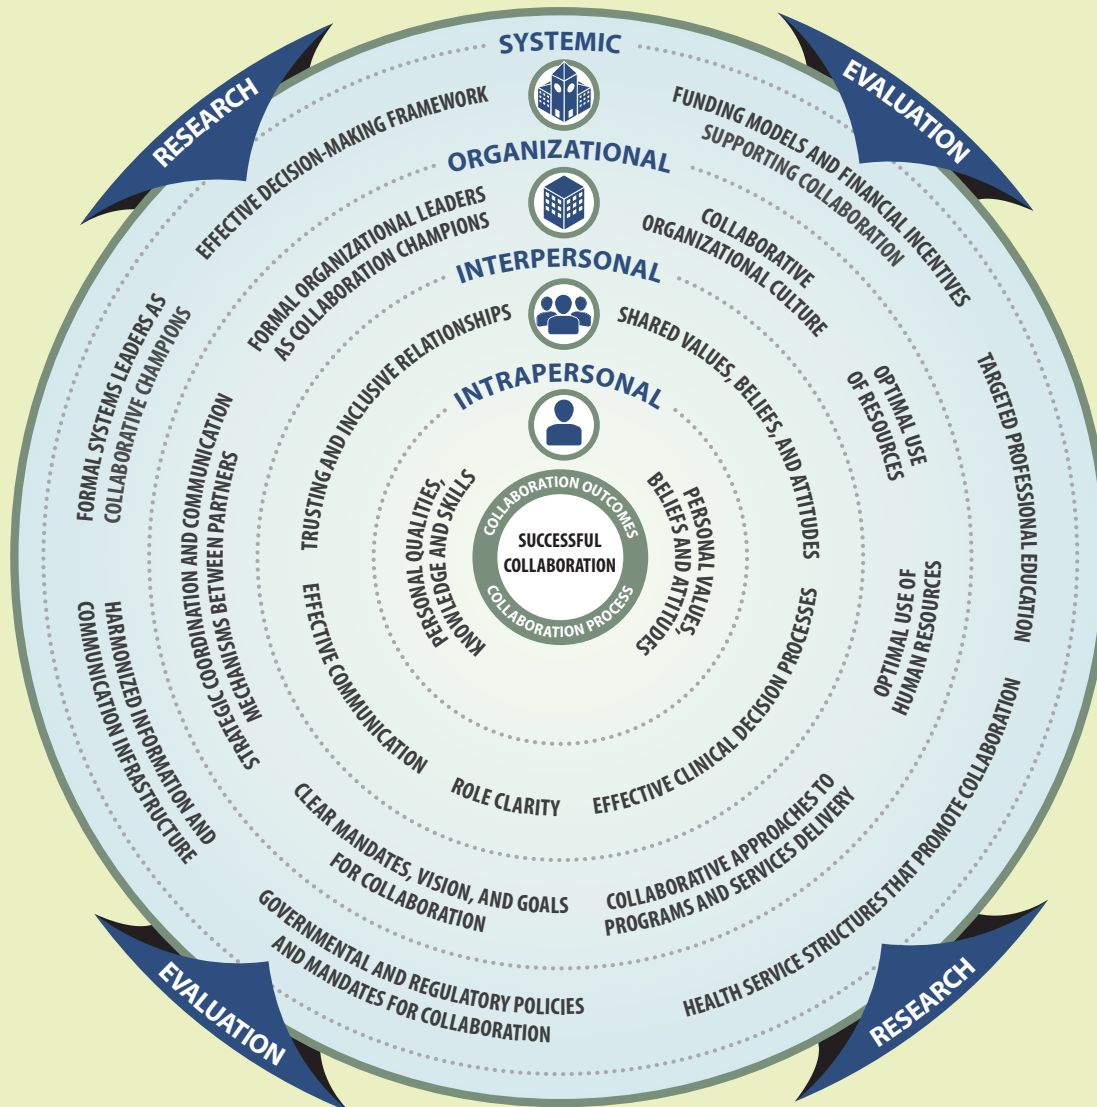 RESEARCH
EVALUATION
SYSTEMIC
EFFECTIVE DECISION-MAKING FRAMEWORK
FUNDING MODELS AND FINANCIAL INCENTIVES
SUPPORTING COLLABORATION
FORMAL SYSTEMS LEADERS AS
COLLABORATIVE CHAMPIONS
TARGETED PROFESSIONAL EDUCATION
HARMONIZED INFORMATION AND
COMMUNICATION INFRASTRUCTURE
HEALTH SERVICE STRUCTURES THAT PROMOTE COLLABORATION
GOVERNMENTAL AND REGULATORY POLICIES
AND MANDATES FOR COLLABORATION
ORGANIZATIONAL
FORMAL ORGANIZATIONAL LEADERS
AS COLLABORATION CHAMPIONS
COLLABORATIVE
ORGANIZATIONAL CULTURE
OPTIMAL USE
OF RESOURCES
STRATEGIC COORDINATION AND COMMUNICATION
MECHANISMS BETWEEN PARTNERS
OPTIMAL USE OF
HUMAN RESOURCES
CLEAR MANDATES, VISION, AND GOALS
FOR COLLABORATION
COLLABORATIVE APPROACHES TO
PROGRAMS AND SERVICES DELIVERY
INTERPERSONAL
TRUSTING AND INCLUSIVE RELATIONSHIPS
SHARED VALUES, BELIEFS, AND ATTITUDES
EFFECTIVE COMMUNICATION
ROLE CLARITY
EFFECTIVE CLINICAL DECISION PROCESSES
INTRAPERSONAL
PERSONAL QUALITIES,
KNOWLEDGE AND SKILLS
PERSONAL VALUES,
BELIEFS AND ATTITUDES
COLLABORATION OUTCOMES
SUCCESSFUL
COLLABORATION
COLLABORATION PROCESS
EVALUATION
RESEARCH